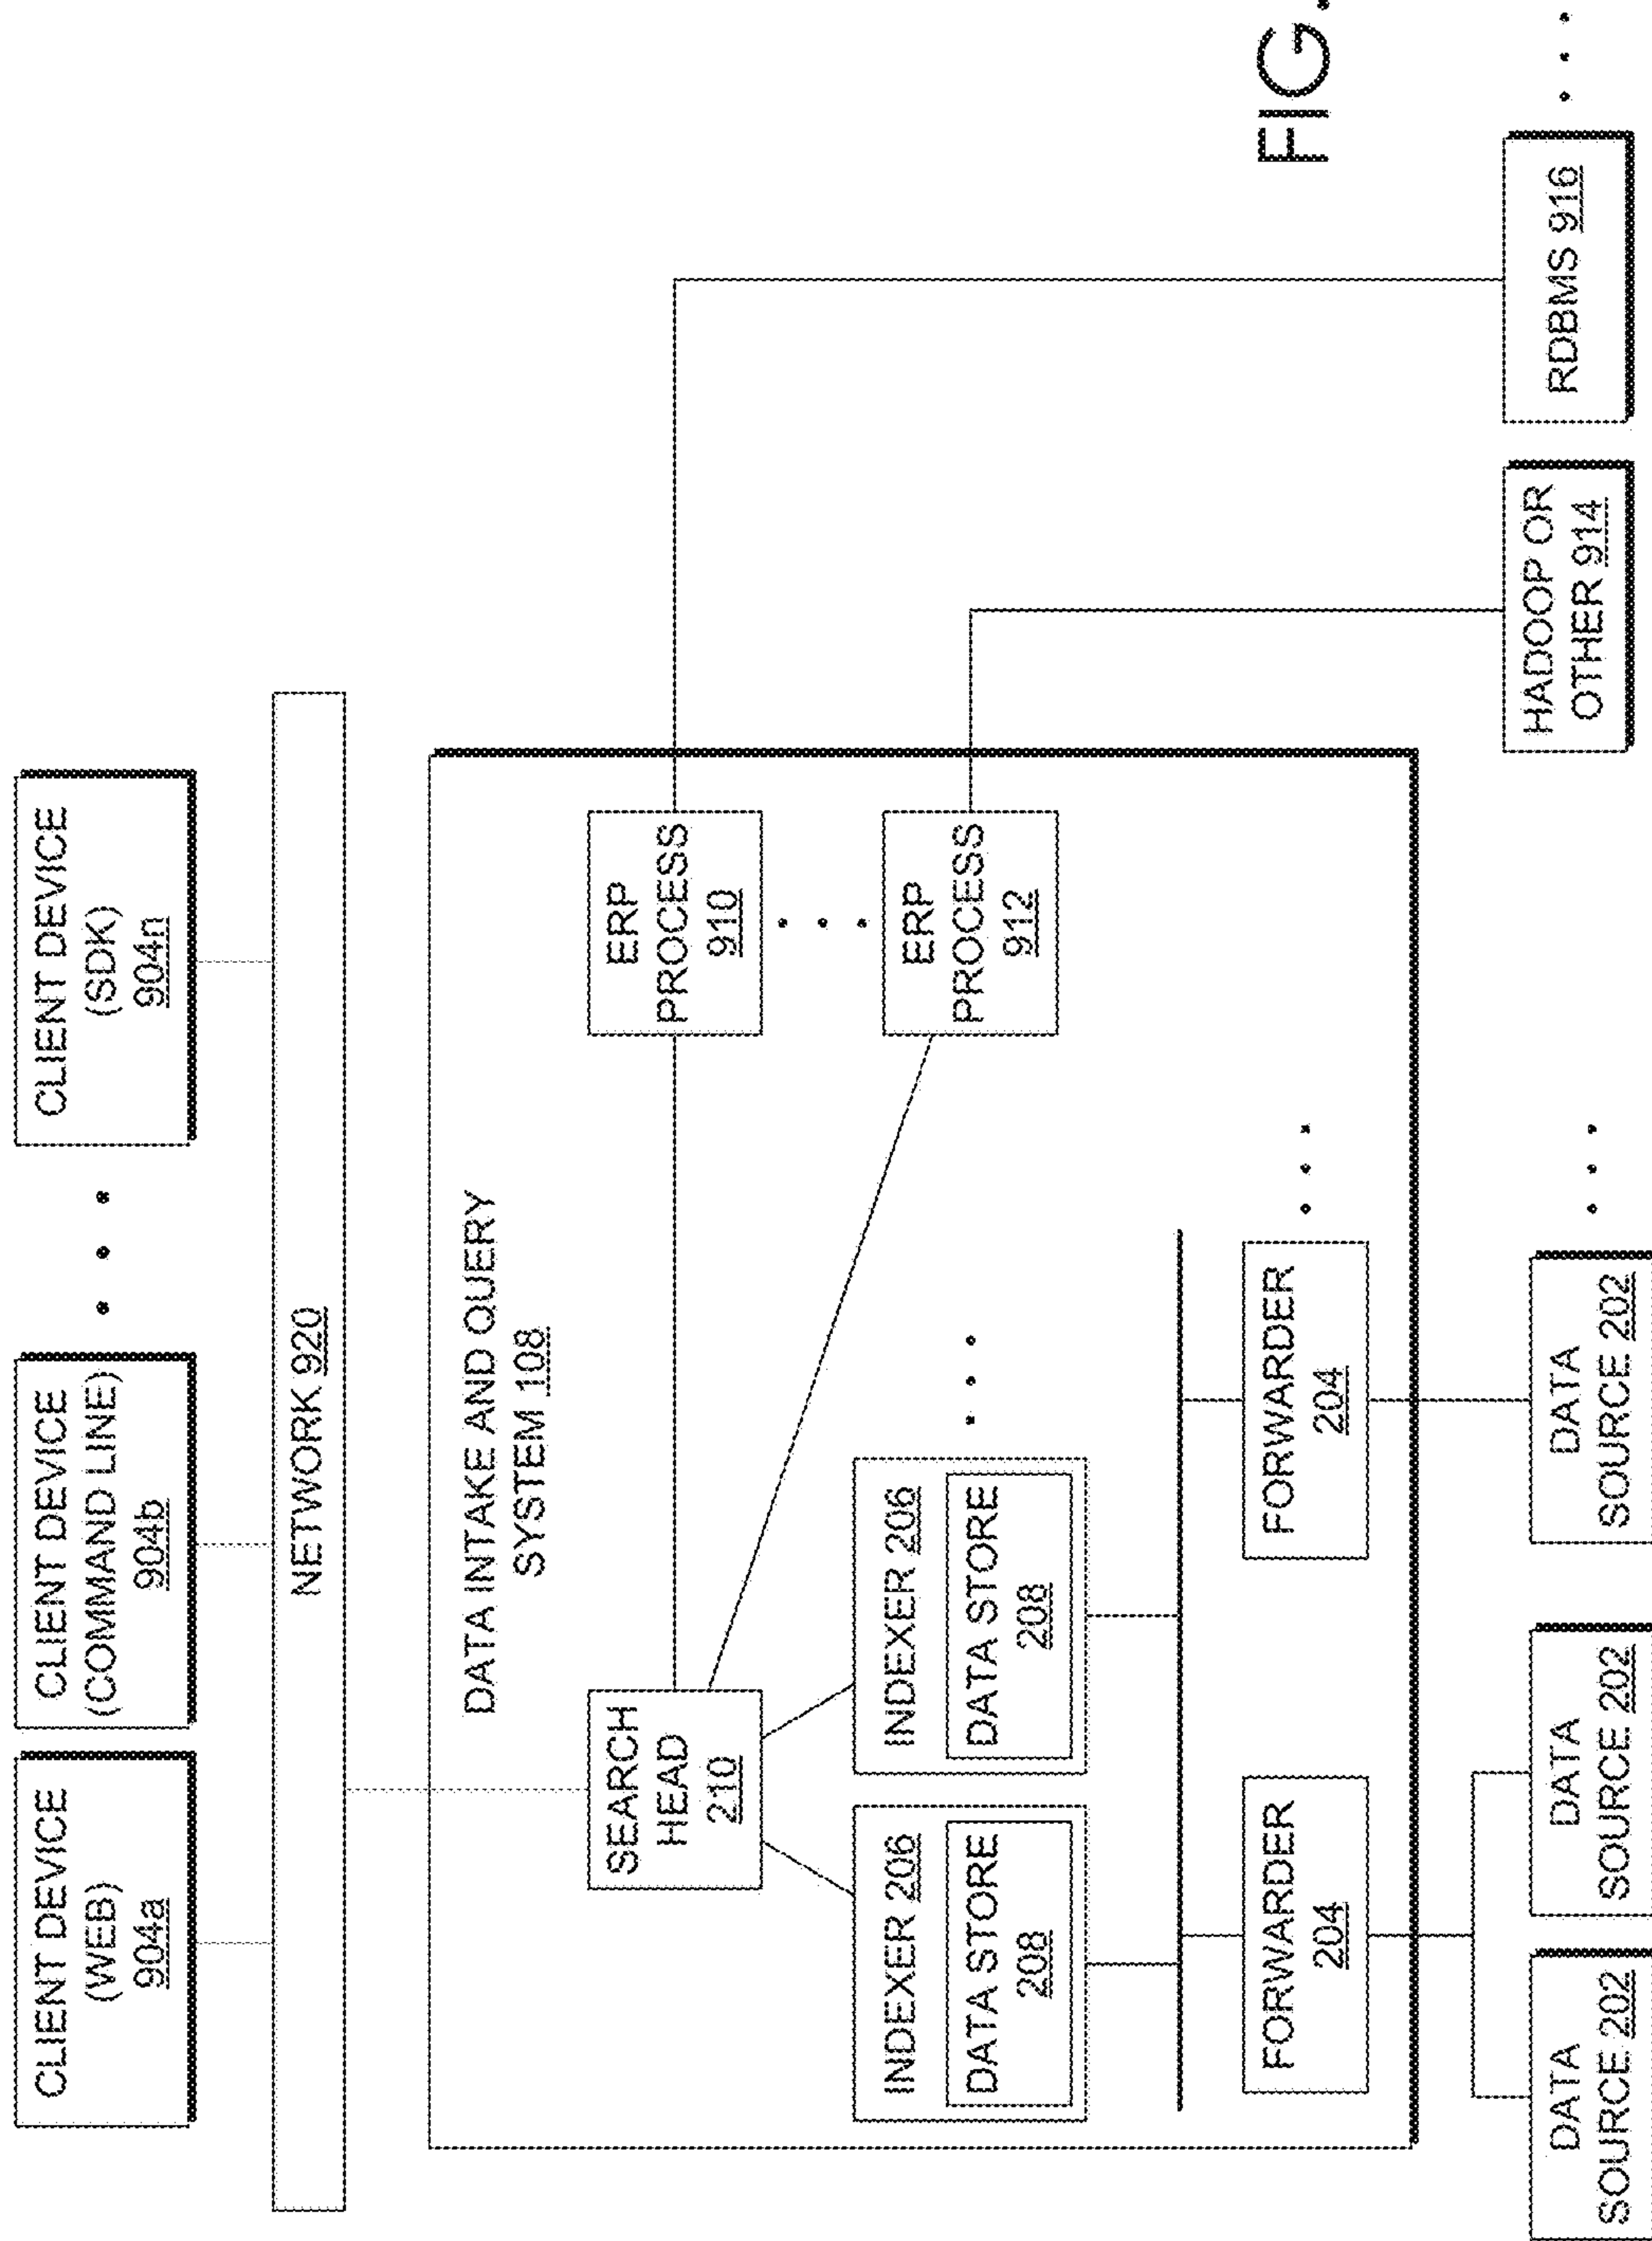 CLIENT DEVICE
(WEB)
904a
CLIENT DEVICE
(COMMAND LINE)
904b
CLIENT DEVICE
(SDK)
904n
NETWORK 920
DATA INTAKE AND QUERY
SYSTEM 108
SEARCH
HEAD
210
ERP
PROCESS
910
ERP
PROCESS
912
INDEXER 206
DATA STORE
208
INDEXER 206
DATA STORE
208
FORWARDER
204
FORWARDER
204
DATA
SOURCE 202
DATA
SOURCE 202
DATA
SOURCE 202
HADOOP OR
OTHER 914
RDBMS 916
FIG.